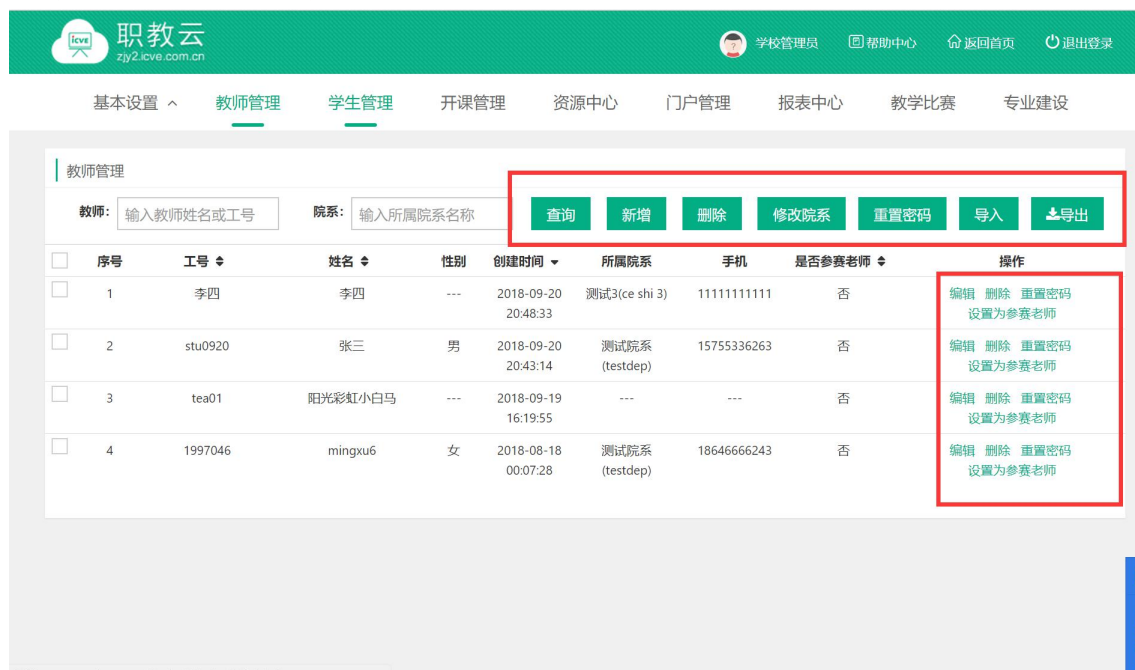 icve 职教云
zjy2.icve.com.cn
学校管理员 帮助中心 返回首页 退出登录
基本设置 教师管理 学生管理 开课管理 资源中心 门户管理 报表中心 教学比赛 专业建设
教师管理
教师: 输入教师姓名或工号 院系: 输入所属院系名称 查询 新增 删除 修改院系 重置密码 导入 导出
序号 工号 姓名 性别 创建时间 所属院系 手机 是否参赛老师 操作
1 李四 李四 --- 2018-09-20 测试3(ce shi 3) 11111111111 否 编辑 删除 重置密码
20:48:33 设置为参赛老师
2 stu0920 张三 男 2018-09-20 测试院系 15755336263 否 编辑 删除 重置密码
20:43:14 (testdep) 设置为参赛老师
3 tea01 阳光彩虹小白马 --- 2018-09-19 --- --- 否 编辑 删除 重置密码
16:19:55 设置为参赛老师
4 1997046 mingxu6 女 2018-08-18 测试院系 18646666243 否 编辑 删除 重置密码
00:07:28 (testdep) 设置为参赛老师